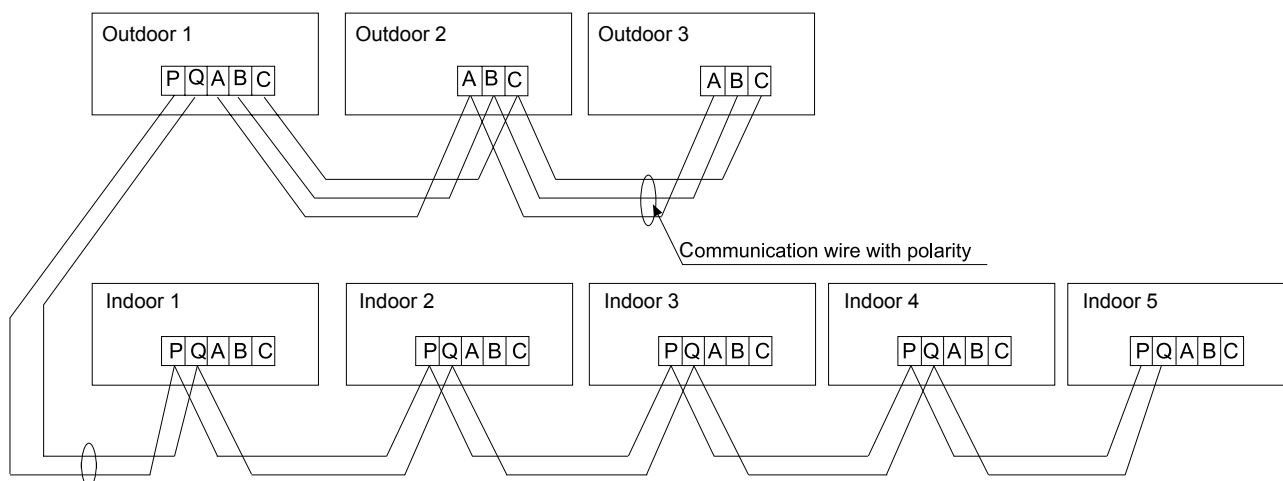 Outdoor 1
Outdoor 2
Outdoor 3
P Q A B C
A B C
A B C
Communication wire with polarity
Indoor 1
Indoor 2
Indoor 3
Indoor 4
Indoor 5
P Q A B C
P Q A B C
P Q A B C
P Q A B C
P Q A B C